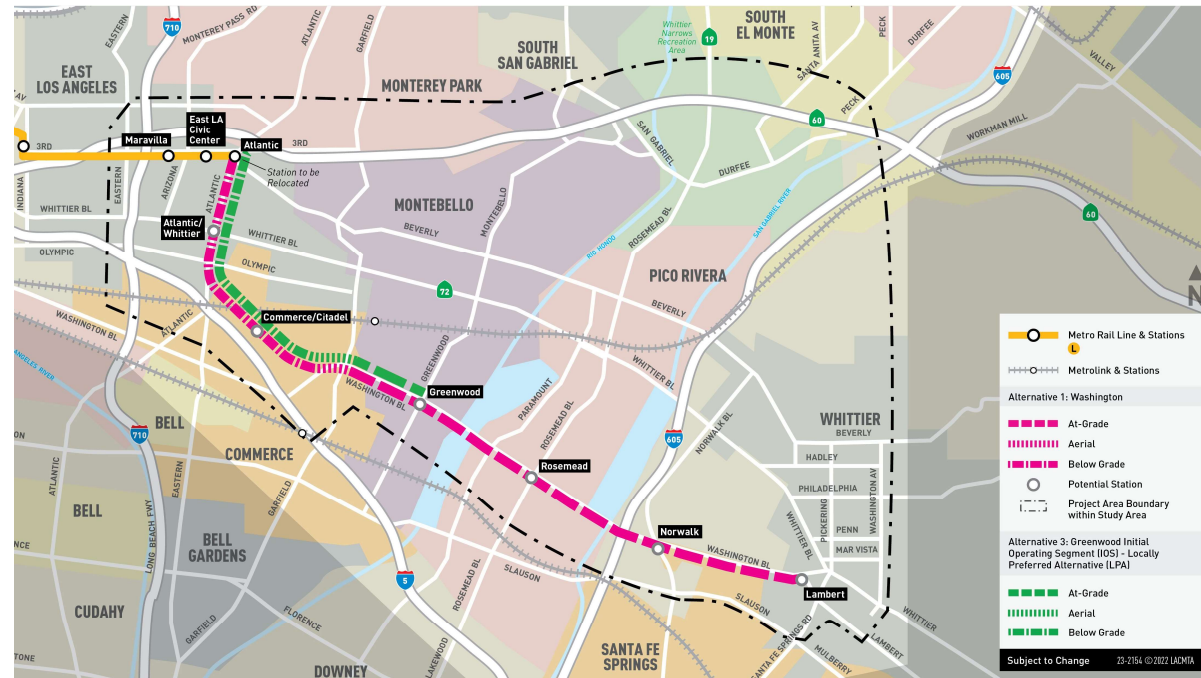 EASTERN
710
MONTEREY PASS RD
ATLANTIC
GARFIELD
SOUTH
SAN GABRIEL
Whittier
Narrows
Recreation
Area
19
SOUTH
EL MONTE
SANTA ANITA AV
PECK
DURFEE
VALLEY
605
EAST
LOS ANGELES
MONTEREY PARK
AV
3RD
Maravilla
East LA
Civic
Center
Atlantic
3RD
Station to be
Relocated
SAN GABRIEL
DURFEE
PECK
60
WORKMAN MILL
INDIANA
EASTERN
ARIZONA
ATLANTIC
WHITTIER BL
Atlantic/
Whittier
WHITTIER BL
OLYMPIC
OLYMPIC
MONTEBELLO
MONTEBELLO
BEVERLY
RIO HONDO
ROSEMEAD BL
SAN GABRIEL RIVER
60
PICO RIVERA
72
BEVERLY
N
WASHINGTON BL
ATLANTIC
Commerce/Citadel
ANGELES RIVER
GREENWOOD
WASHINGTON BL
Greenwood
WHITTIER BL
PARAMOUNT
ROSEMEAD BL
NORWALK BL
605
WHITTIER
BEVERLY
HADLEY
PHILADELPHIA
PICKERING
WASHINGTON AV
PENN
MAR VISTA
WHITTIER BL
BELL
710
COMMERCE
ON
ATLANTIC
EASTERN
GARFIELD
Rosemead
BELL
LONG BEACH FWY
BELL
GARDENS
NCE
Norwalk
WASHINGTON BL
Lambert
SLAUSON
ROSEMEAD BL
5
SLAUSON
WHITTIER
LAMBERT
CUDAHY
GARFIELD
FLORENCE
TONE
DOWNEY
LAKEWOOD
SANTA FE
SPRINGS
SANTA FE SPRINGS RD
MULBERRY
Metro Rail Line & Stations
L
Metrolink & Stations
Alternative 1: Washington
At-Grade
Aerial
Below Grade
Potential Station
Project Area Boundary
within Study Area
Alternative 3: Greenwood Initial
Operating Segment (IOS) - Locally
Preferred Alternative (LPA)
At-Grade
Aerial
Below Grade
Subject to Change
23-2154 ©2022 LACMTA